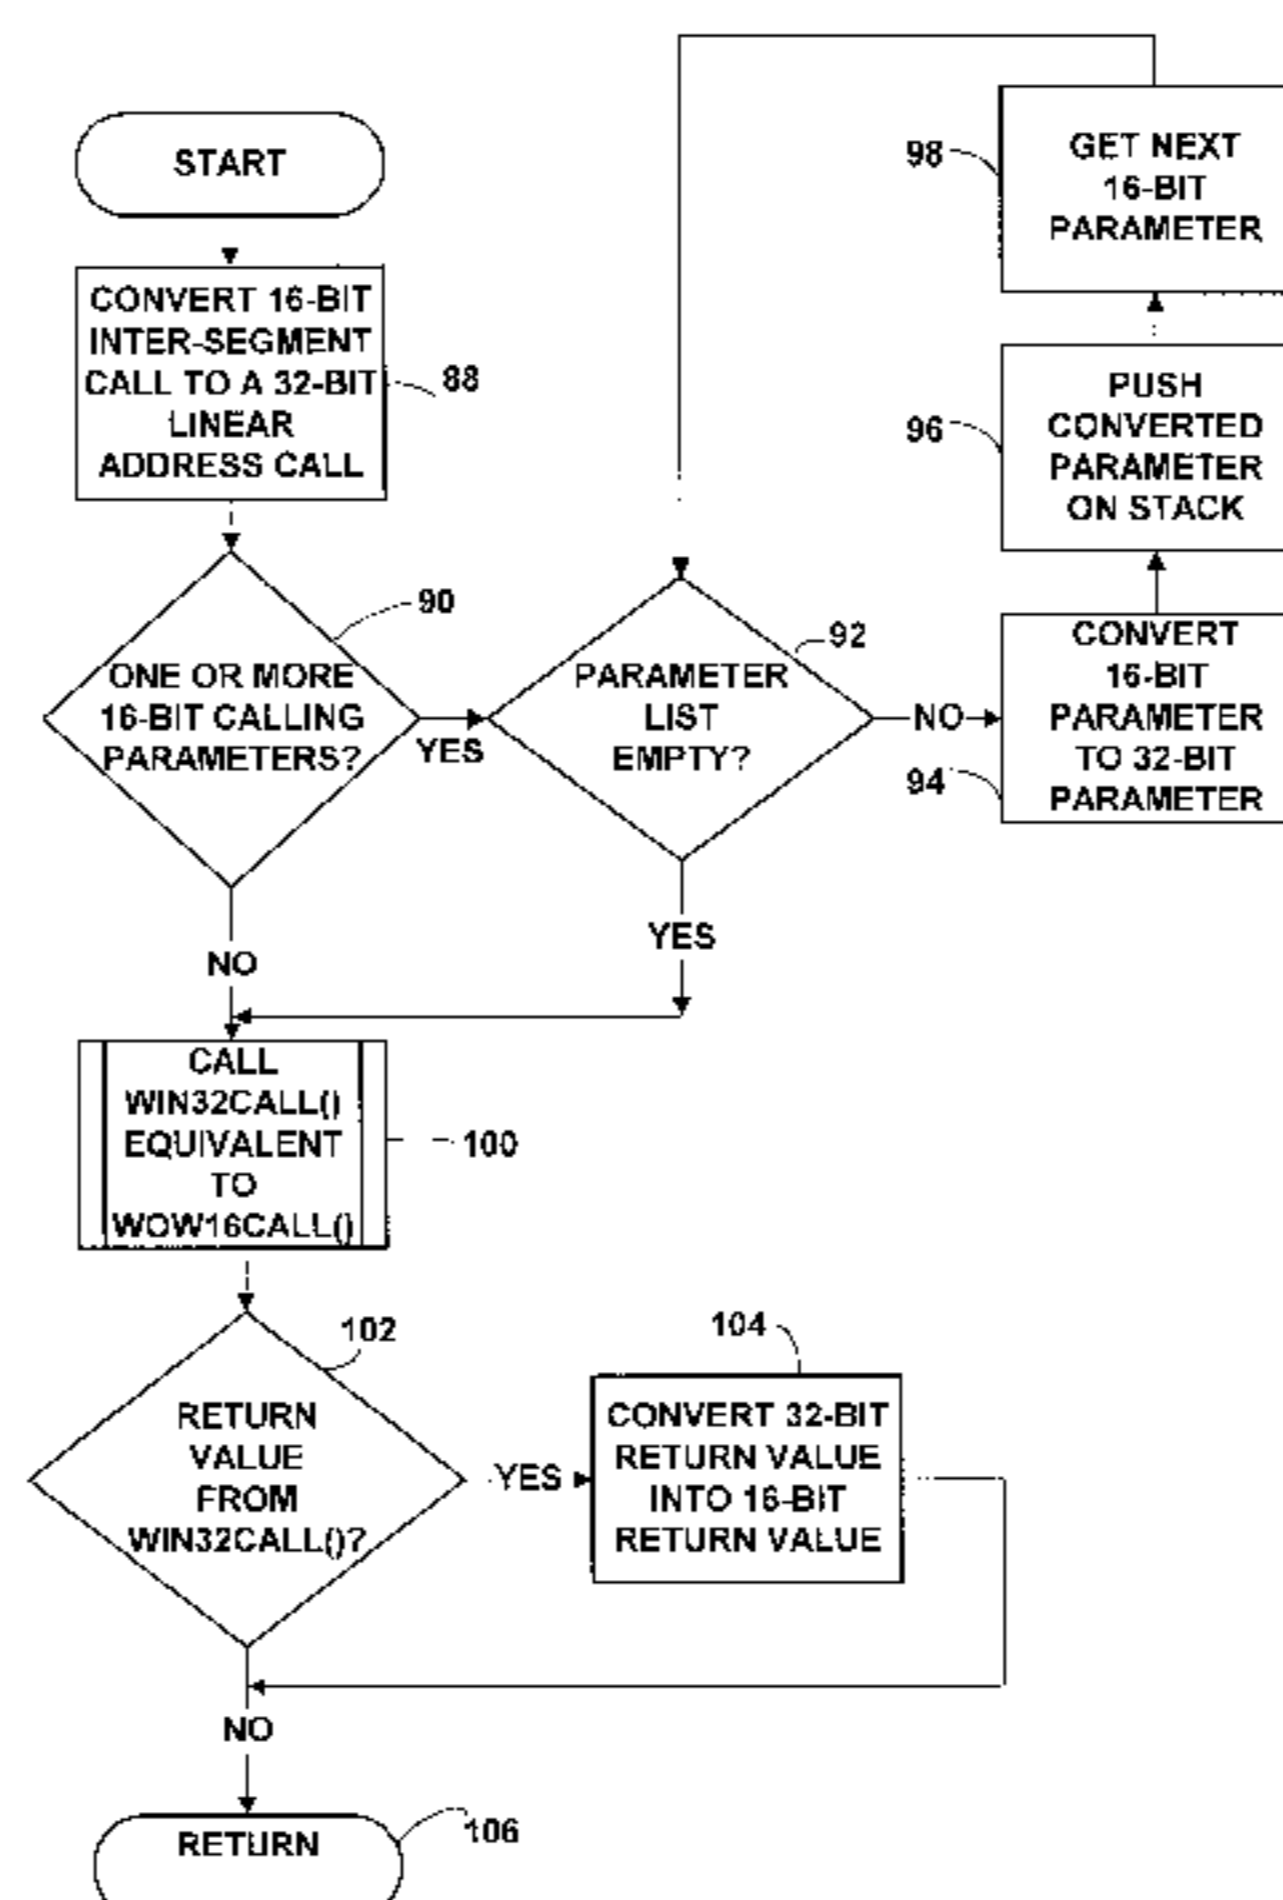 START
CONVERT 16-BIT
INTER-SEGMENT
CALL TO A 32-BIT
LINEAR
ADDRESS CALL
88
ONE OR MORE
16-BIT CALLING
PARAMETERS?
90
YES
NO
PARAMETER
LIST
EMPTY?
92
NO
YES
CONVERT
16-BIT
PARAMETER
TO 32-BIT
PARAMETER
94
PUSH
CONVERTED
PARAMETER
ON STACK
96
GET NEXT
16-BIT
PARAMETER
98
CALL
WIN32CALL()
EQUIVALENT
TO
WOW16CALL()
100
RETURN
VALUE
FROM
WIN32CALL()?
102
YES
CONVERT 32-BIT
RETURN VALUE
INTO 16-BIT
RETURN VALUE
104
NO
RETURN
106